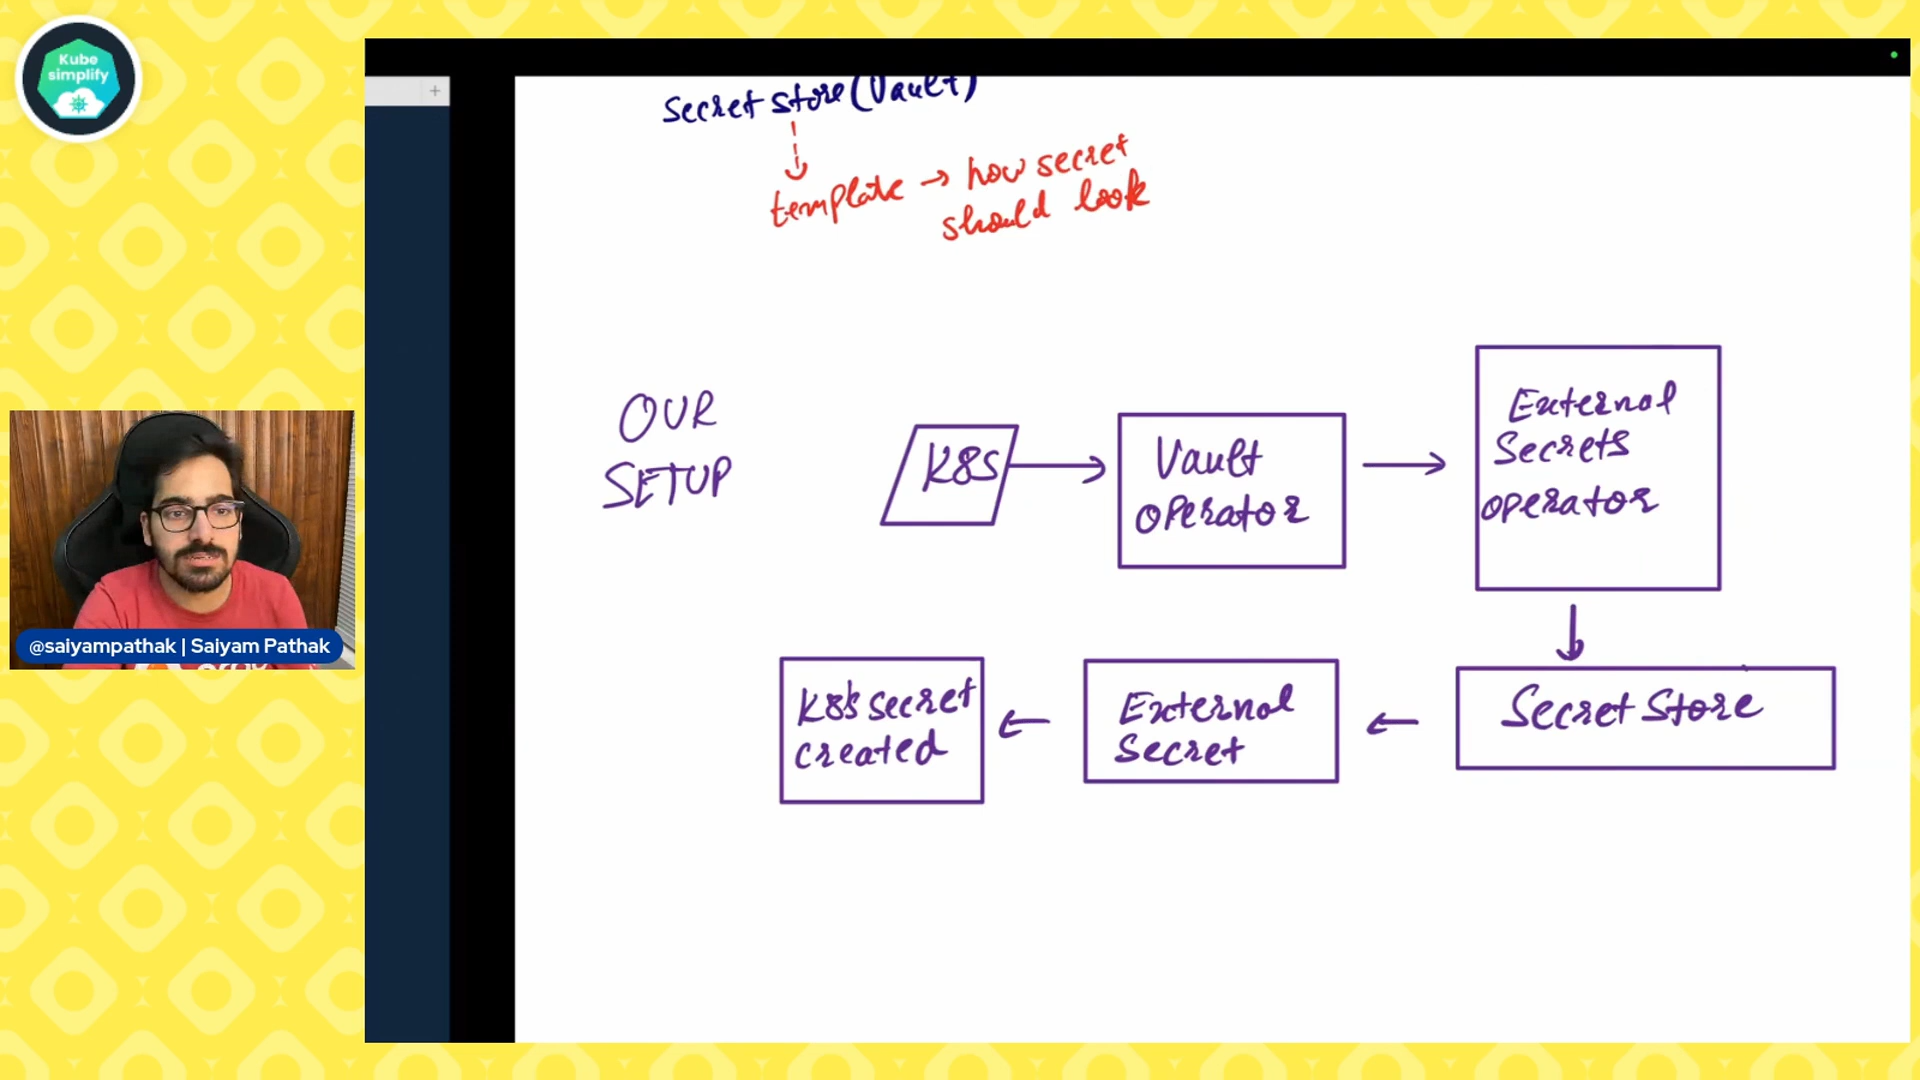 Kube
simplify
+
Secret store (Vault)
template → how secret
should look
OUR
SETUP
K8S
Vault
operator
External
Secrets
operator
K8s secret
created
External
Secret
Secret Store
@saiyampathak | Saiyam Pathak